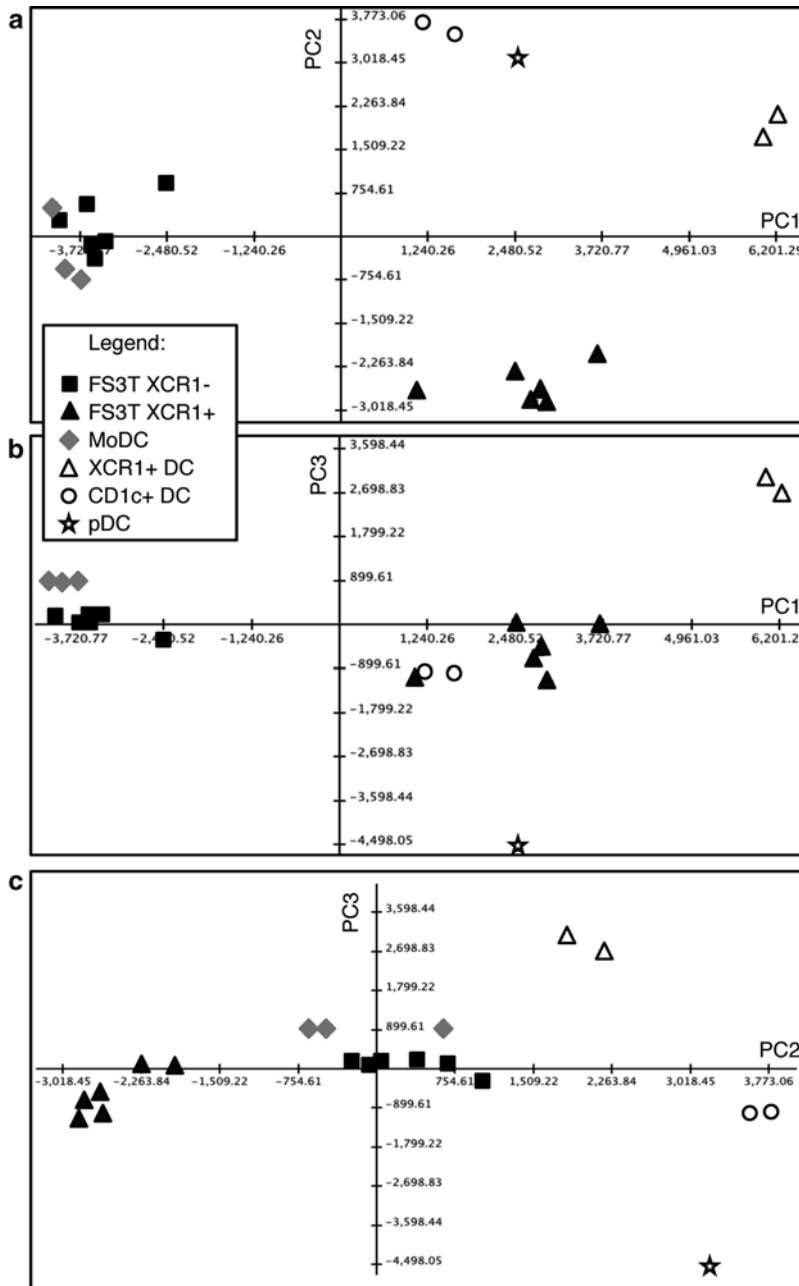 a
PC2
3,773.06
3,018.45
2,263.84
1,509.22
754.61
PC1
-2,480.52 -1,240.26 1,240.26 2,480.52 3,720.77 4,961.03 6,201.29
-754.61
-1,509.22
-2,263.84
-3,018.45
Legend:
FS3T XCR1-
FS3T XCR1+
MoDC
XCR1+ DC
CD1c+ DC
pDC
b
PC3
3,598.44
2,698.83
1,799.22
899.61
PC1
-3,720.77 -1,240.26 1,240.26 2,480.52 3,720.77 4,961.03 6,201.2
-899.61
-1,799.22
-2,698.83
-3,598.44
-4,498.05
c
PC3
3,598.44
2,698.83
1,799.22
899.61
PC2
-3,018.45 -2,263.84 -1,509.22 -754.61 754.61 1,509.22 2,263.84 3,018.45 3,773.06
-899.61
-1,799.22
-2,698.83
-3,598.44
-4,498.05